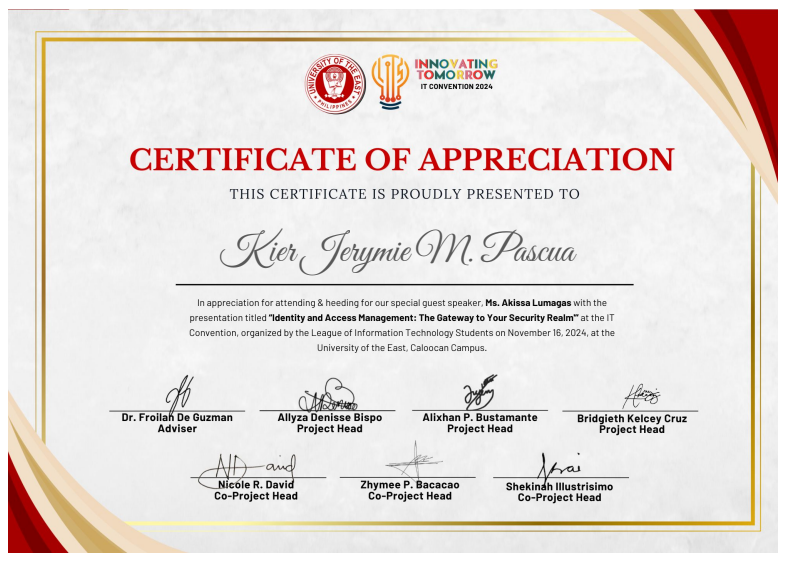 UNIVERSITY OF THE EAST
PHILIPPINES
INNOVATING
TOMORROW
IT CONVENTION 2024
CERTIFICATE OF APPRECIATION
THIS CERTIFICATE IS PROUDLY PRESENTED TO
Kier Jerymie M. Pascua
In appreciation for attending & heeding for our special guest speaker, Ms. Akissa Lumagas with the
presentation titled "Identity and Access Management: The Gateway to Your Security Realm'" at the IT
Convention, organized by the League of Information Technology Students on November 16, 2024, at the
University of the East, Caloocan Campus.
Dr. Froilan De Guzman
Adviser
Allyza Denisse Bispo
Project Head
Alixhan P. Bustamante
Project Head
Bridgieth Kelcey Cruz
Project Head
Nicole R. David
Co-Project Head
Zhymee P. Bacacao
Co-Project Head
Shekinah Illustrisimo
Co-Project Head